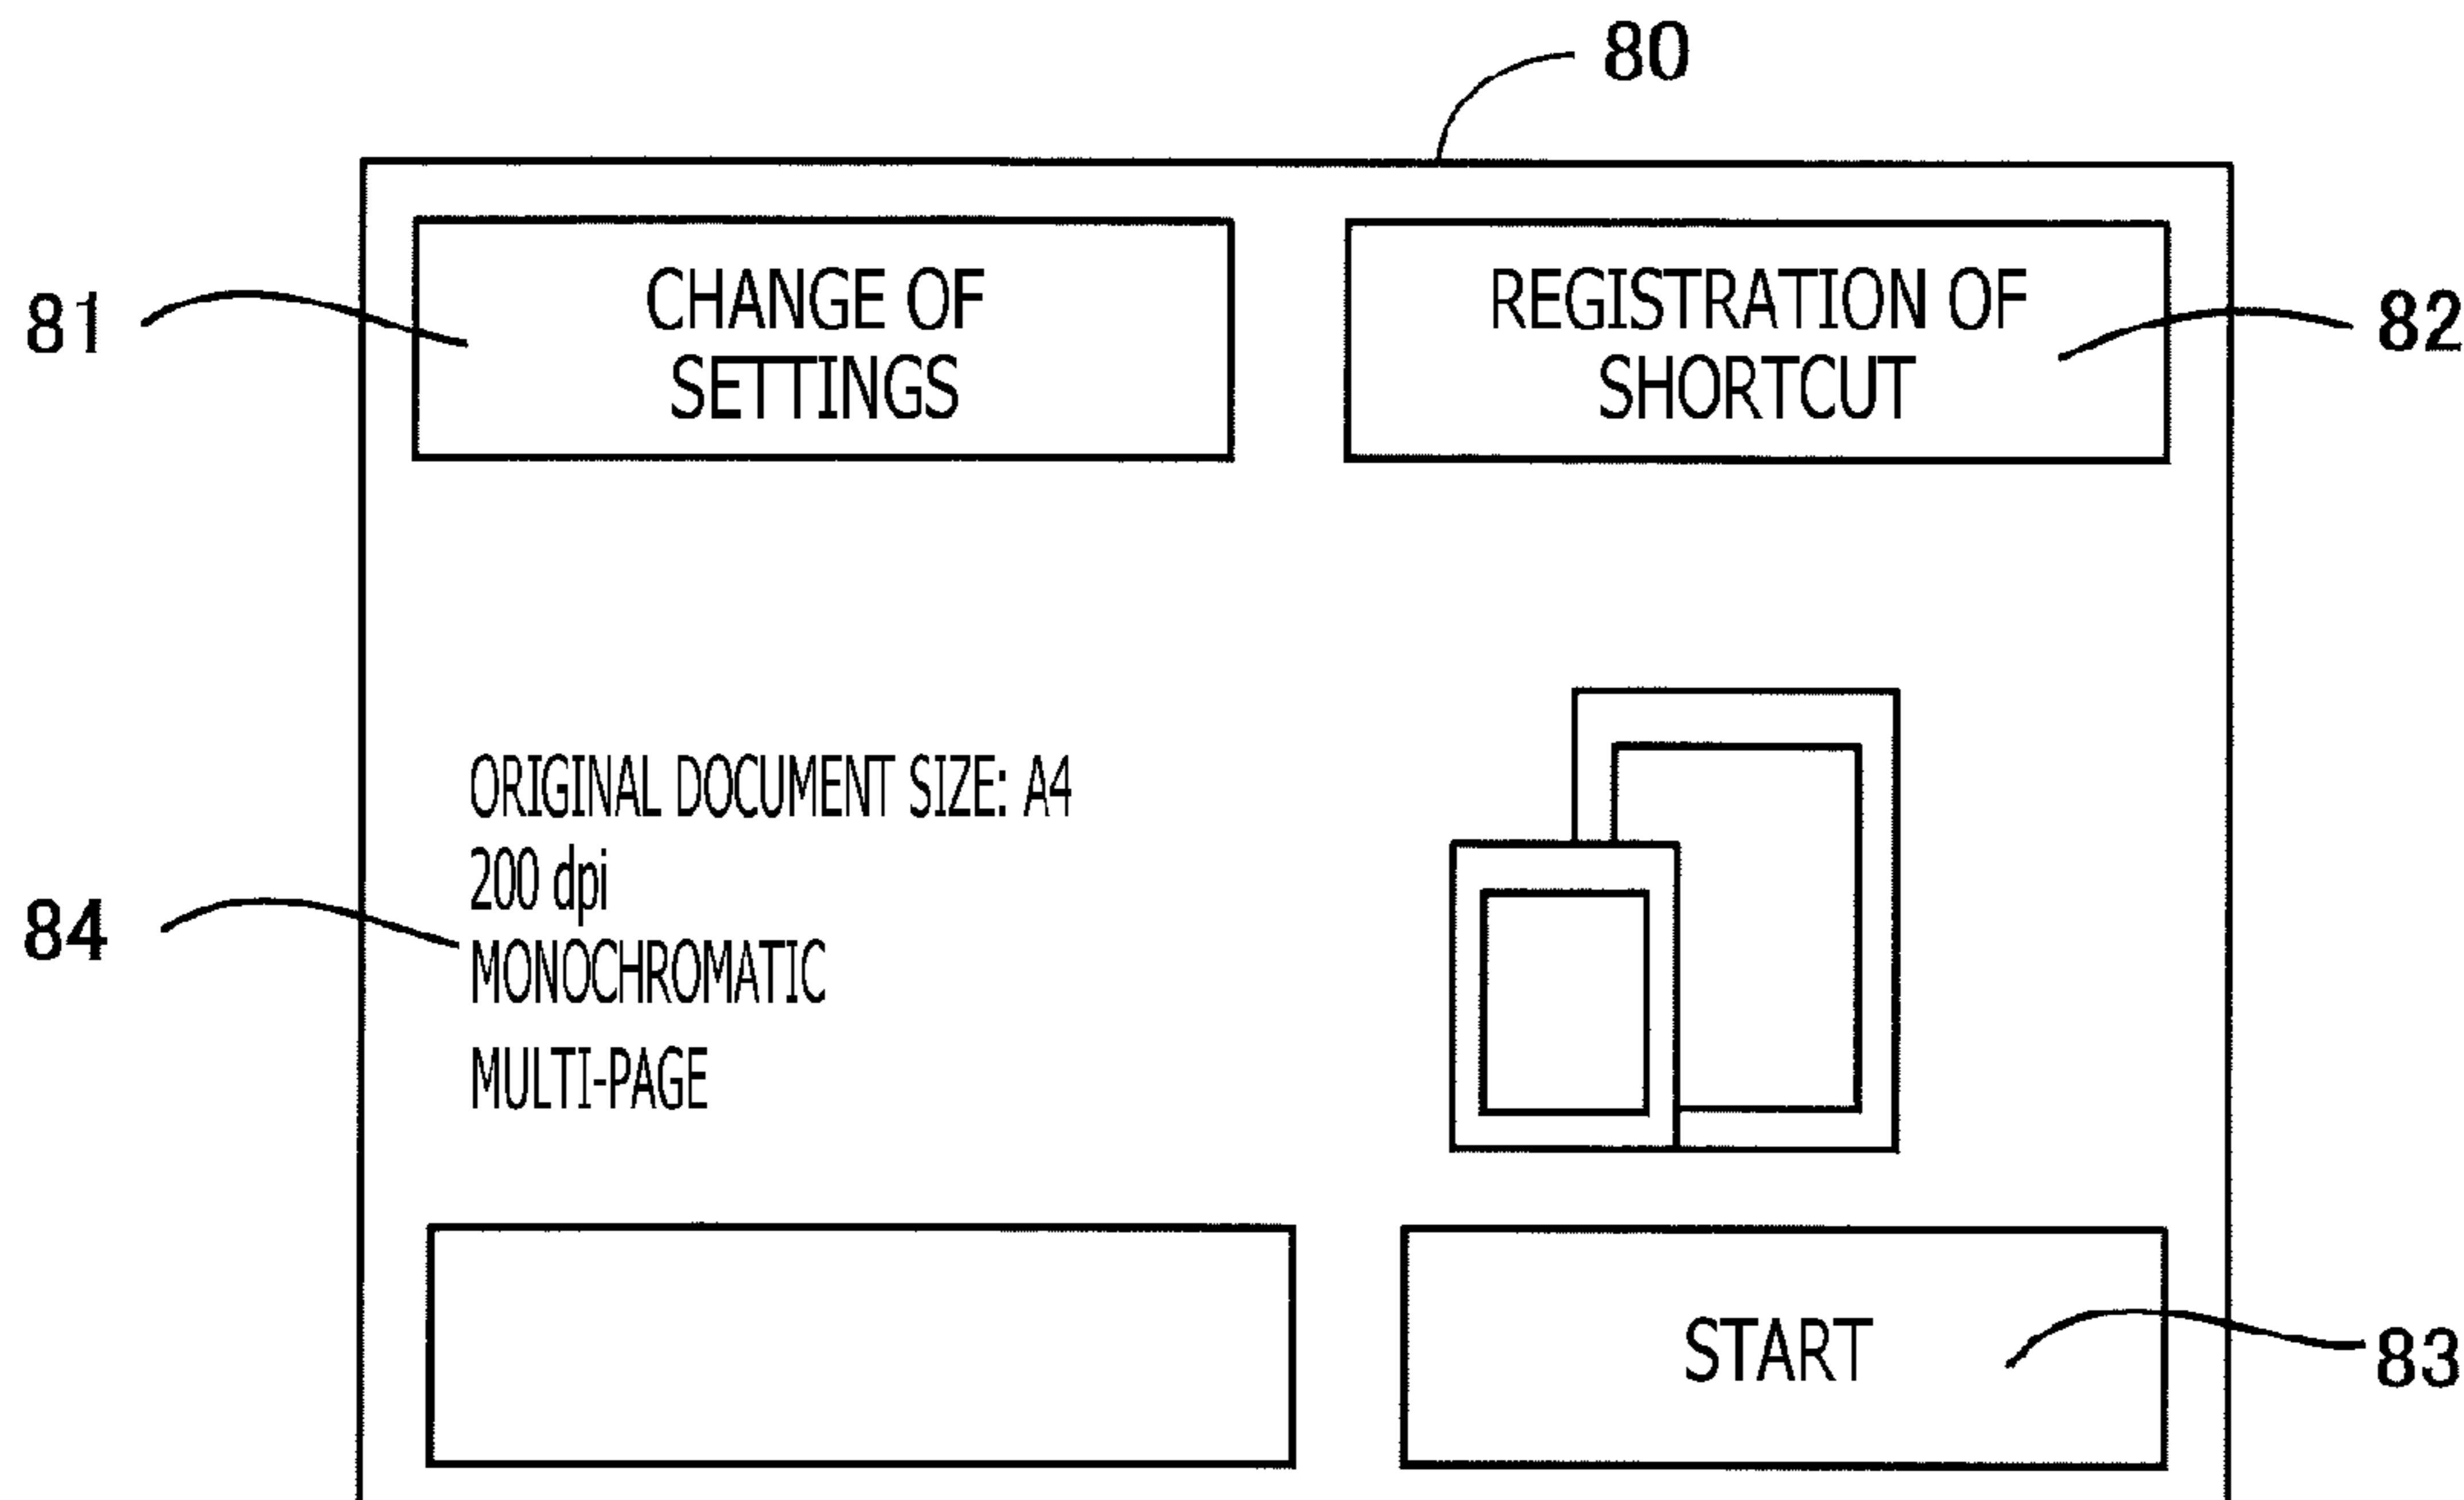 80
CHANGE OF
SETTINGS
REGISTRATION OF
SHORTCUT
81
82
ORIGINAL DOCUMENT SIZE: A4
200 dpi
MONOCHROMATIC
MULTI-PAGE
84
START
83